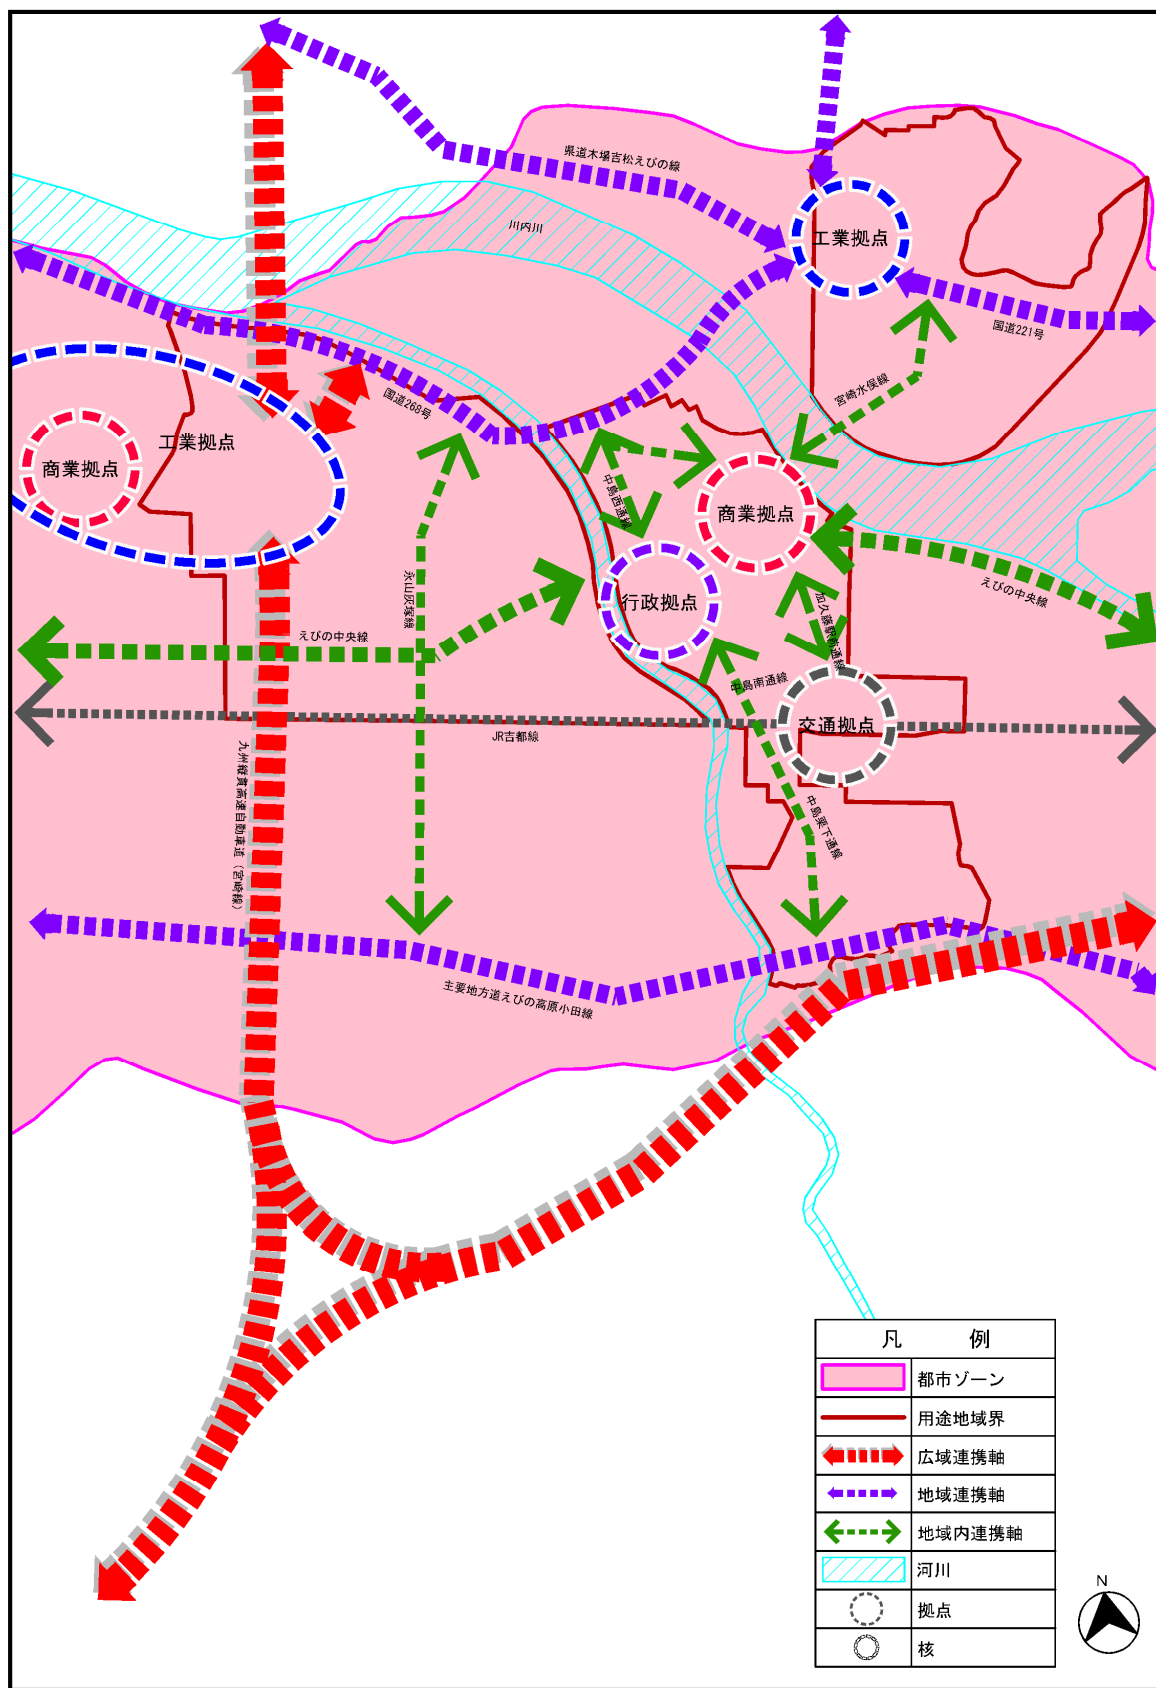 県道木場吉松えびの線
川内川
工業拠点
国道221号
宮崎水俣線
国道268号
工業拠点
商業拠点
中島西通線
商業拠点
永山灰塚線
えびの中央線
行政拠点
加久藤駅前通線
えびの中央線
中島南通線
交通拠点
JR吉都線
九州縦貫高速自動車道（宮崎線）
中島栗下通線
主要地方道えびの高原小田線
凡　例
都市ゾーン
用途地域界
広域連携軸
地域連携軸
地域内連携軸
河川
拠点
核
N